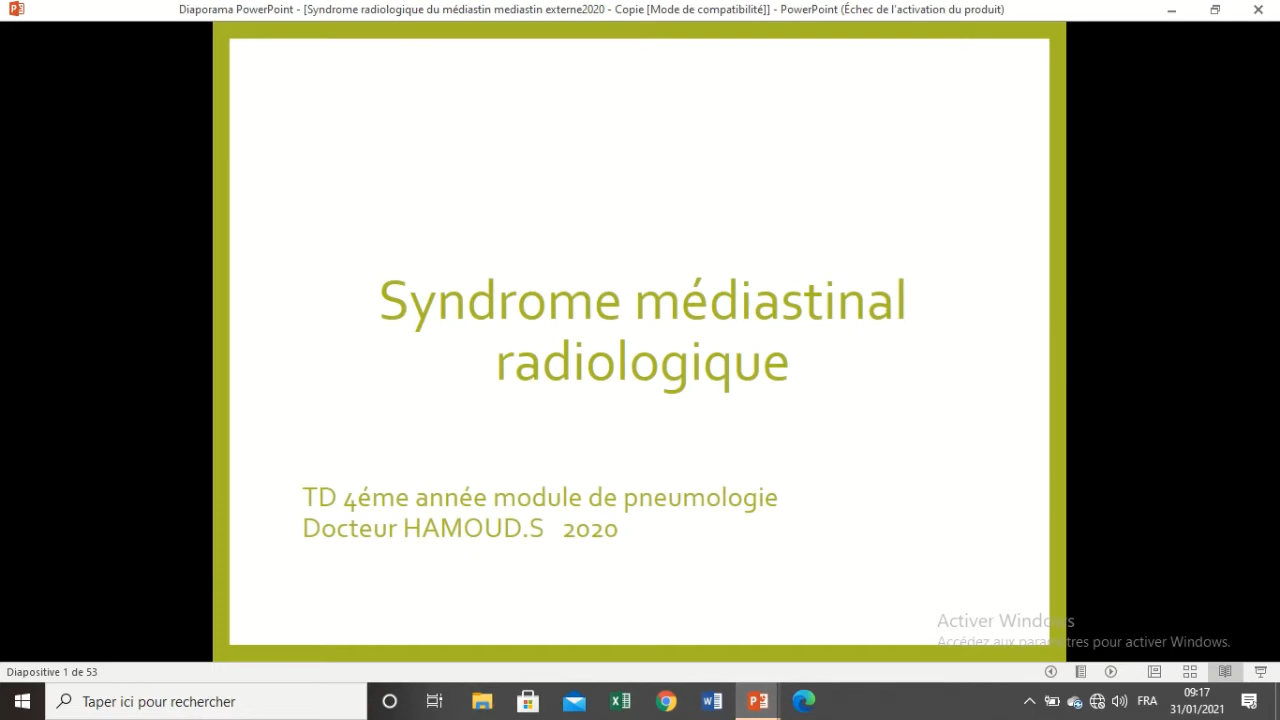 Diaporama PowerPoint - [Syndrome radiologique du médiastin mediastin externe2020 - Copie [Mode de compatibilité]] - PowerPoint (Échec de l'activation du produit)
Syndrome médiastinal
radiologique
TD 4éme année module de pneumologie
Docteur HAMOUD.S 2020
Activer Windows
Accédez aux paramètres pour activer Windows.
Diapositive 1 de 53
Taper ici pour rechercher
FRA
09:17
31/01/2021